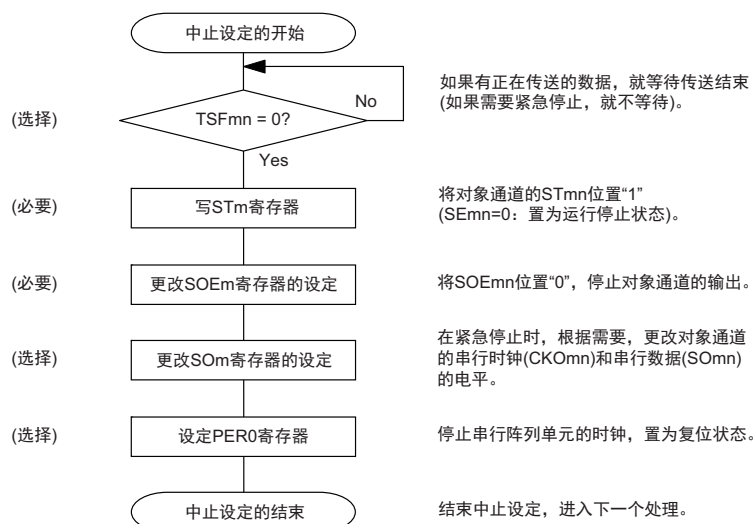 中止设定的开始
如果有正在传送的数据，就等待传送结束
(如果需要紧急停止，就不等待)。
(选择)
TSFmn = 0?
No
Yes
(必要)
写STm寄存器
将对象通道的STmn位置“1”
(SEmn=0：置为运行停止状态)。
(必要)
更改SOEm寄存器的设定
将SOEmn位置“0”，停止对象通道的输出。
(选择)
更改SOm寄存器的设定
在紧急停止时，根据需要，更改对象通道
的串行时钟(CKOmn)和串行数据(SOmn)
的电平。
(选择)
设定PER0寄存器
停止串行阵列单元的时钟，置为复位状态。
中止设定的结束
结束中止设定，进入下一个处理。